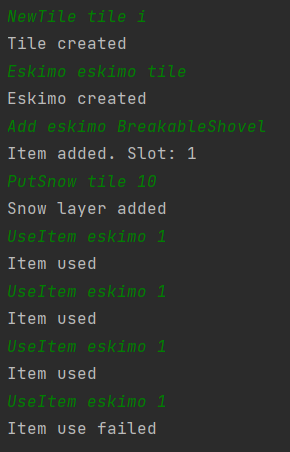 NewTile tile i
Tile created
Eskimo eskimo tile
Eskimo created
Add eskimo BreakableShovel
Item added. Slot: 1
PutSnow tile 10
Snow layer added
UseItem eskimo 1
Item used
UseItem eskimo 1
Item used
UseItem eskimo 1
Item used
UseItem eskimo 1
Item use failed